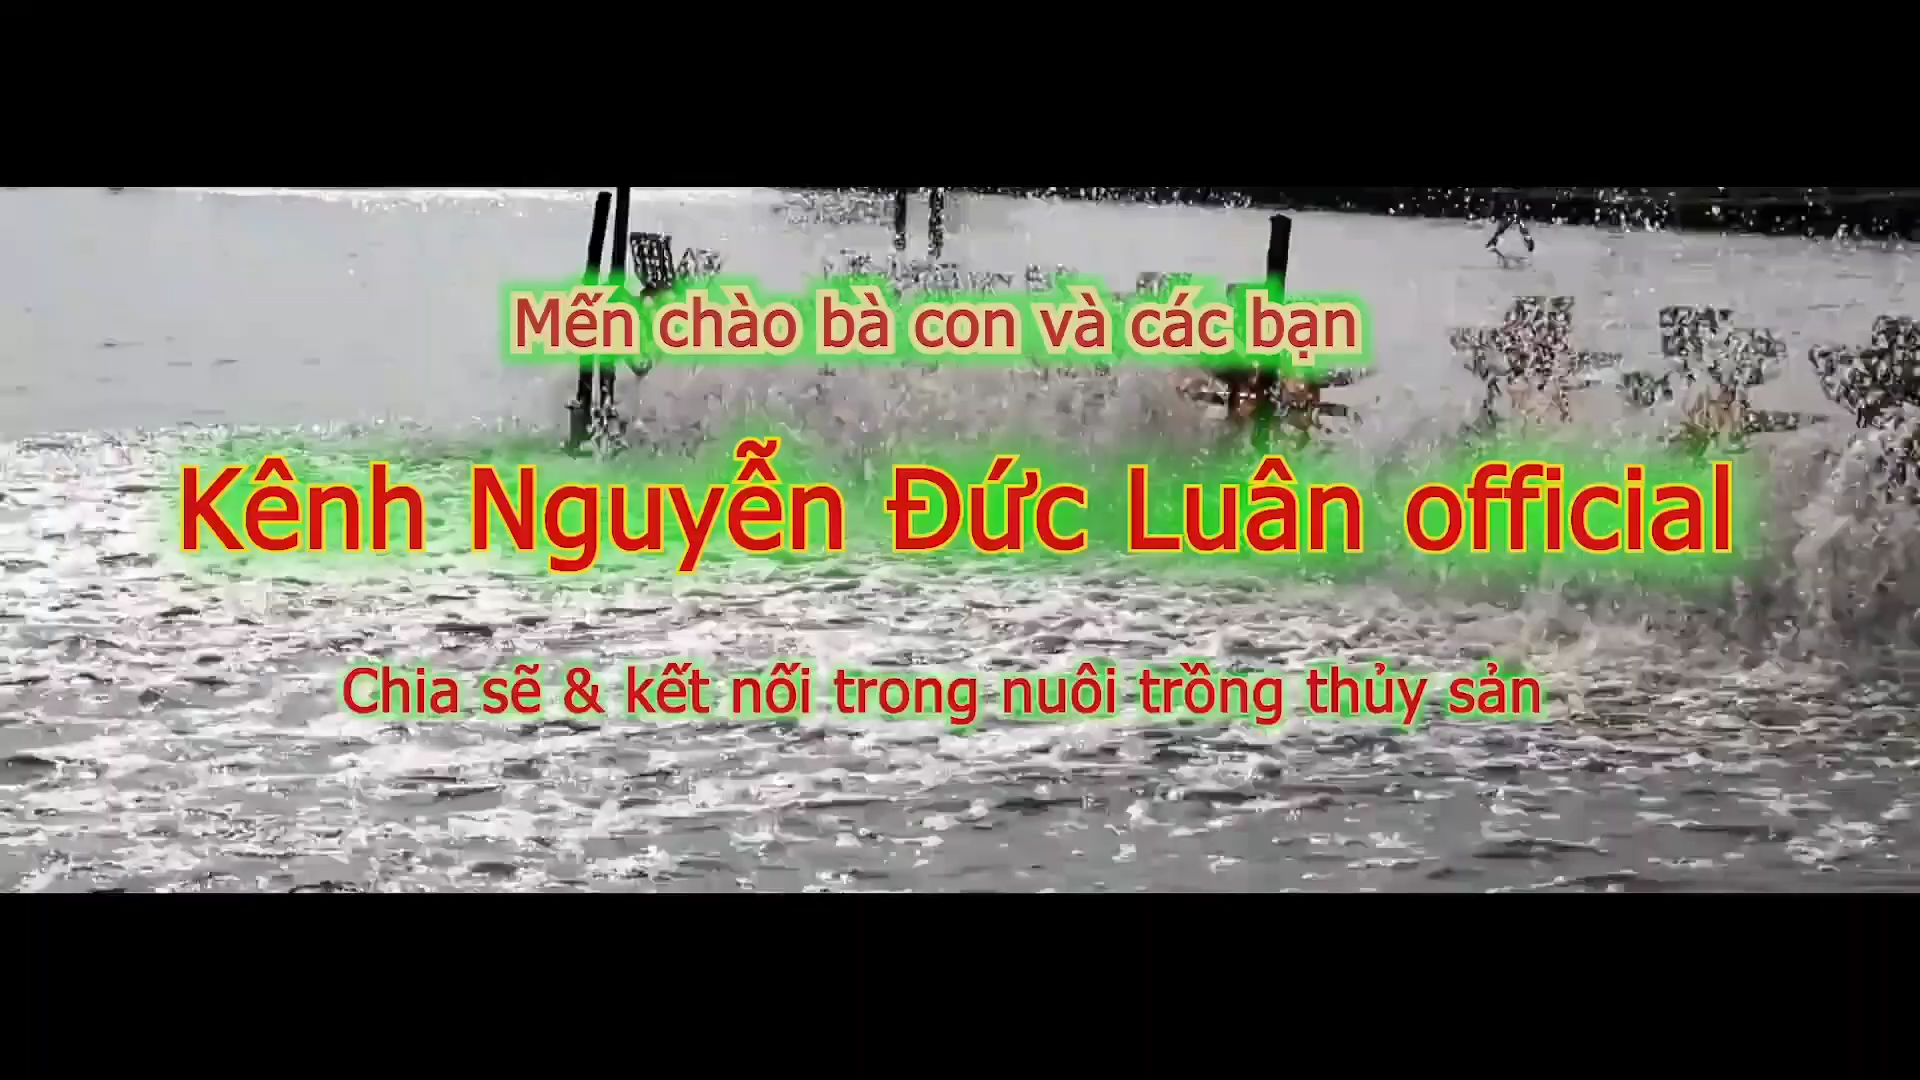 Mến chào bà con và các bạn
Kênh Nguyễn Đức Luân official
Chia sẽ & kết nối trong nuôi trồng thủy sản